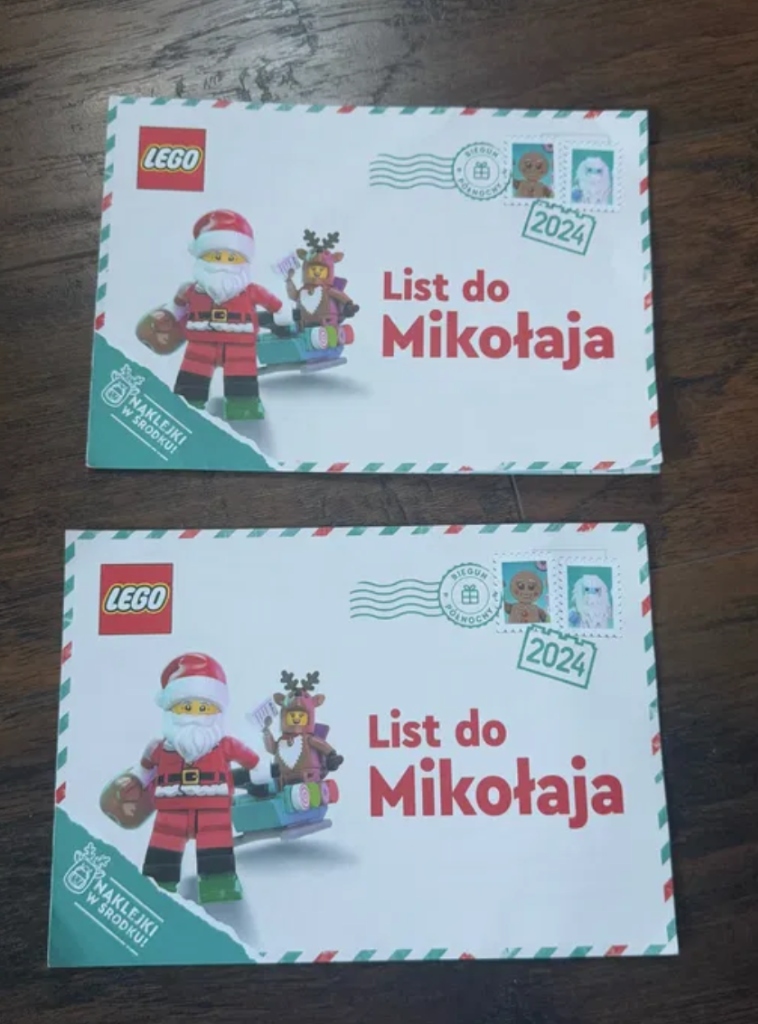 LEGO
BIEGUN
PÓŁNOCNY
2024
List do
Mikołaja
NAKLEJKI
W ŚRODKU!
LEGO
BIEGUN
PÓŁNOCNY
2024
List do
Mikołaja
NAKLEJKI
W ŚRODKU!